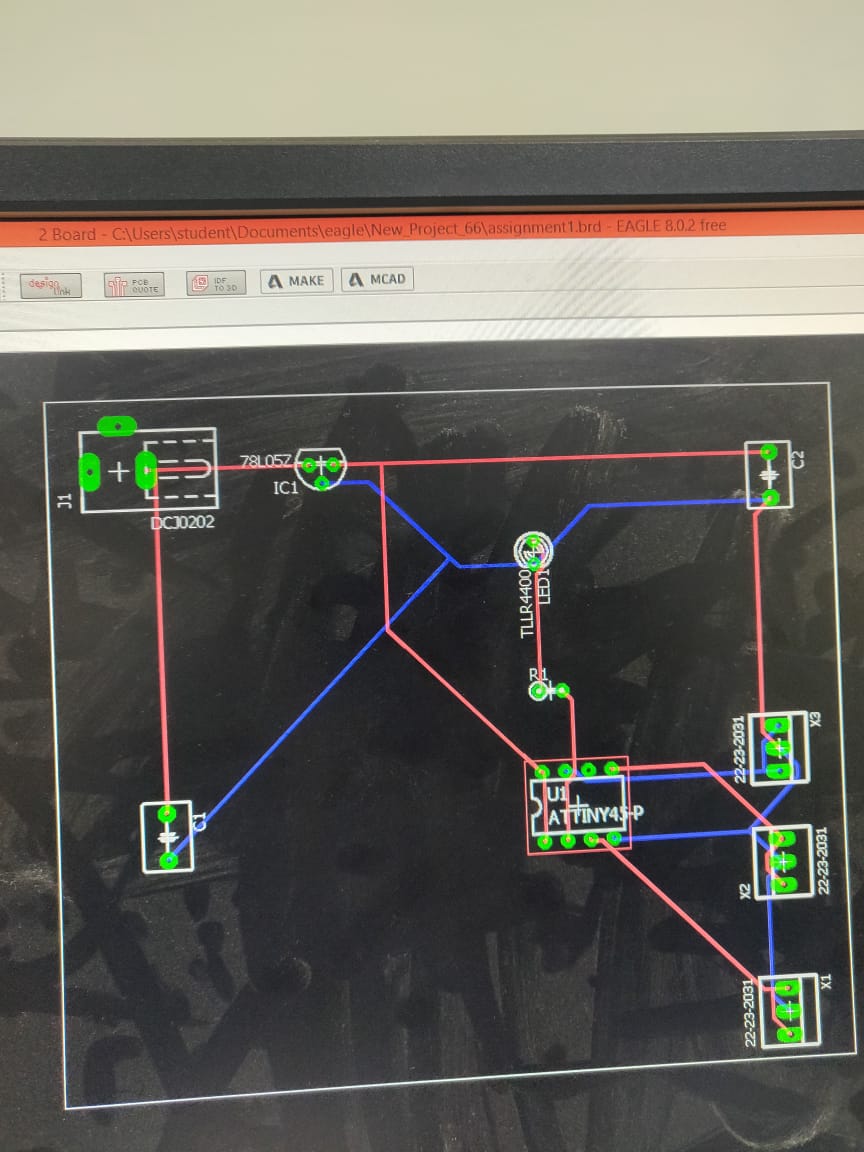 2 Board - C:\Users\student\Documents\eagle\New_Project_66\assignment1.brd - EAGLE 8.0.2 free
design link
PCB QUOTE
IDF TO 3D
MAKE
MCAD
J1
DCJ0202
78L05Z
IC1
C2
TLLR4400
LED1
R1
22-23-2031
X3
C1
U1
ATTINY45-P
X2
22-23-2031
22-23-2031
X1